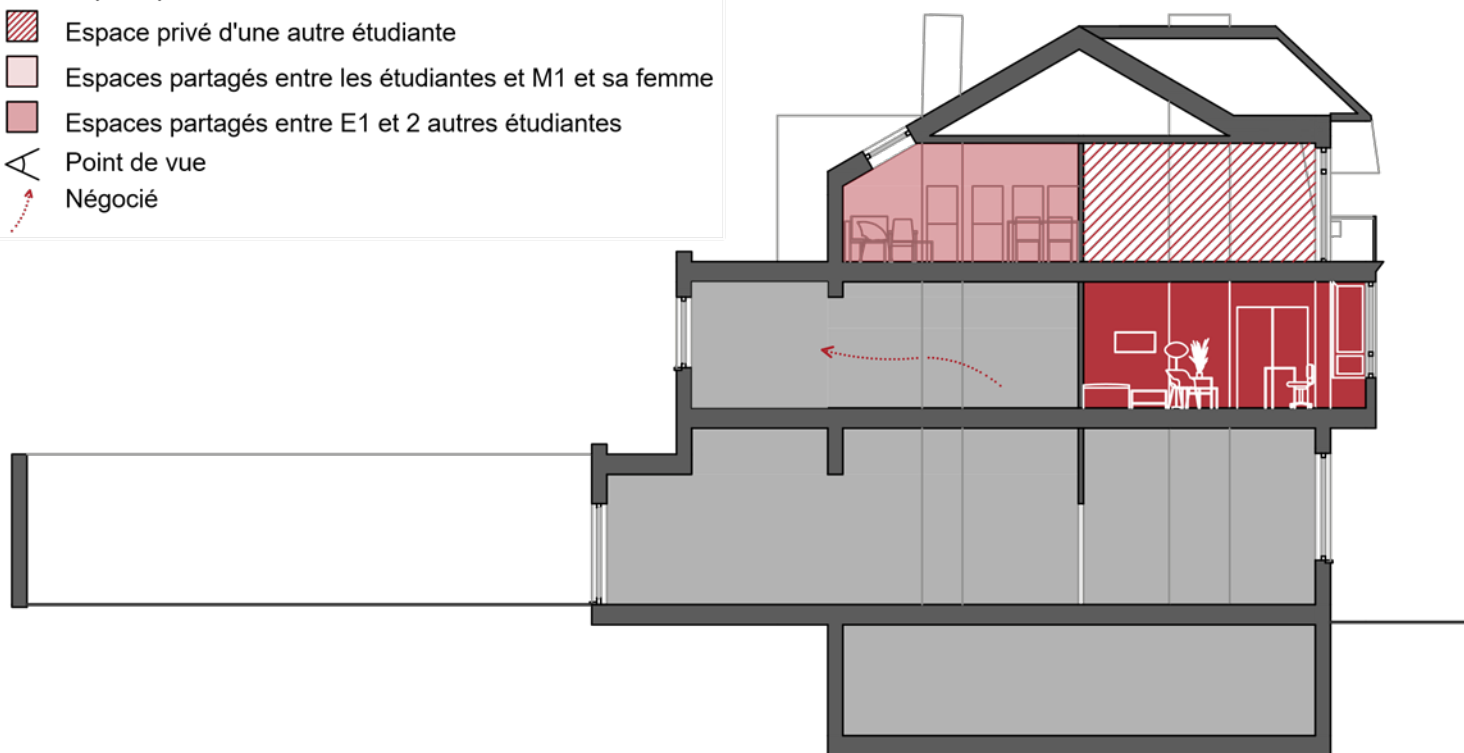 Espace privé d'une autre étudiante
Espaces partagés entre les étudiantes et M1 et sa femme
Espaces partagés entre E1 et 2 autres étudiantes
Point de vue
Négocié